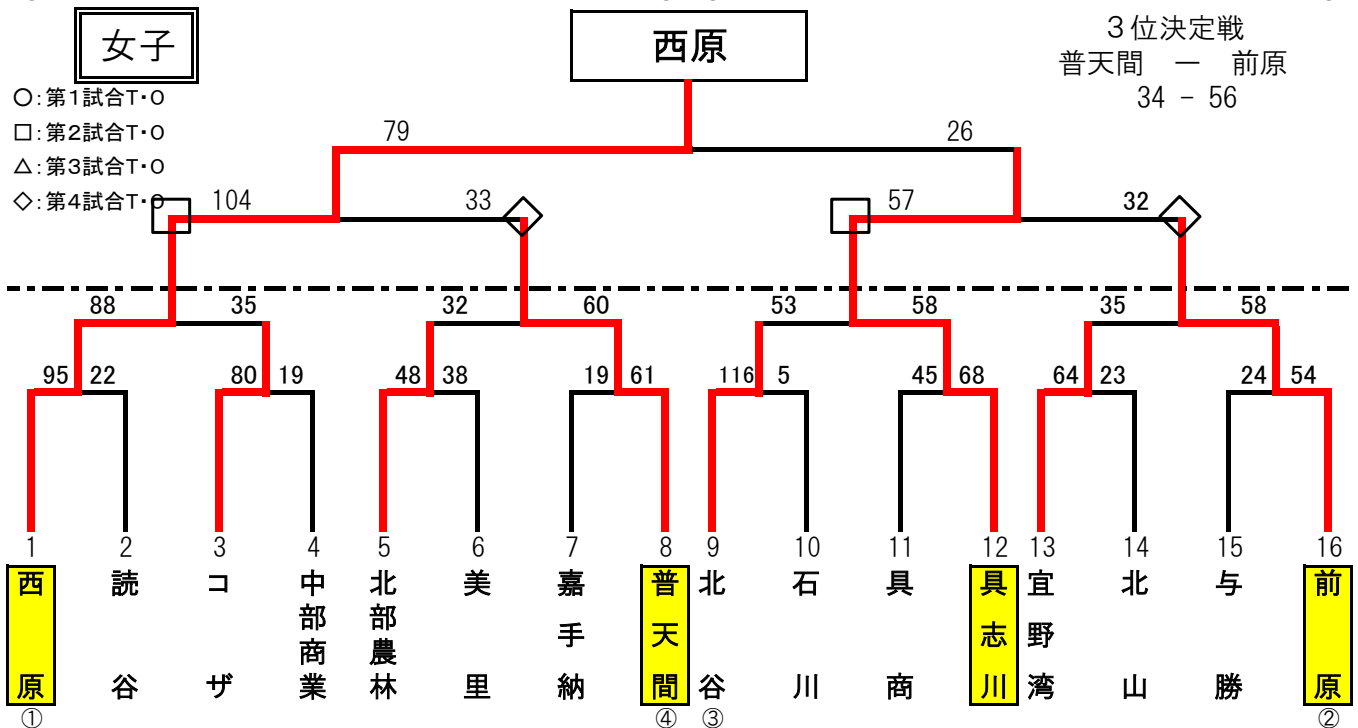 女子
西原
３位決定戦
普天間　ー　前原
34 - 56
○:第1試合T・O
□:第2試合T・O
△:第3試合T・O
◇:第4試合T・O
79 26
104 33 57 32
88 35 32 60 53 58 35 58
95 22 80 19 48 38 19 61 116 5 45 68 64 23 24 54
1 2 3 4 5 6 7 8 9 10 11 12 13 14 15 16
西原
読谷
コザ
中部商業
北部農林
美里
嘉手納
普天間
北谷
石川
具商
具志川
宜野湾
北山
与勝
前原
① ④ ③ ②